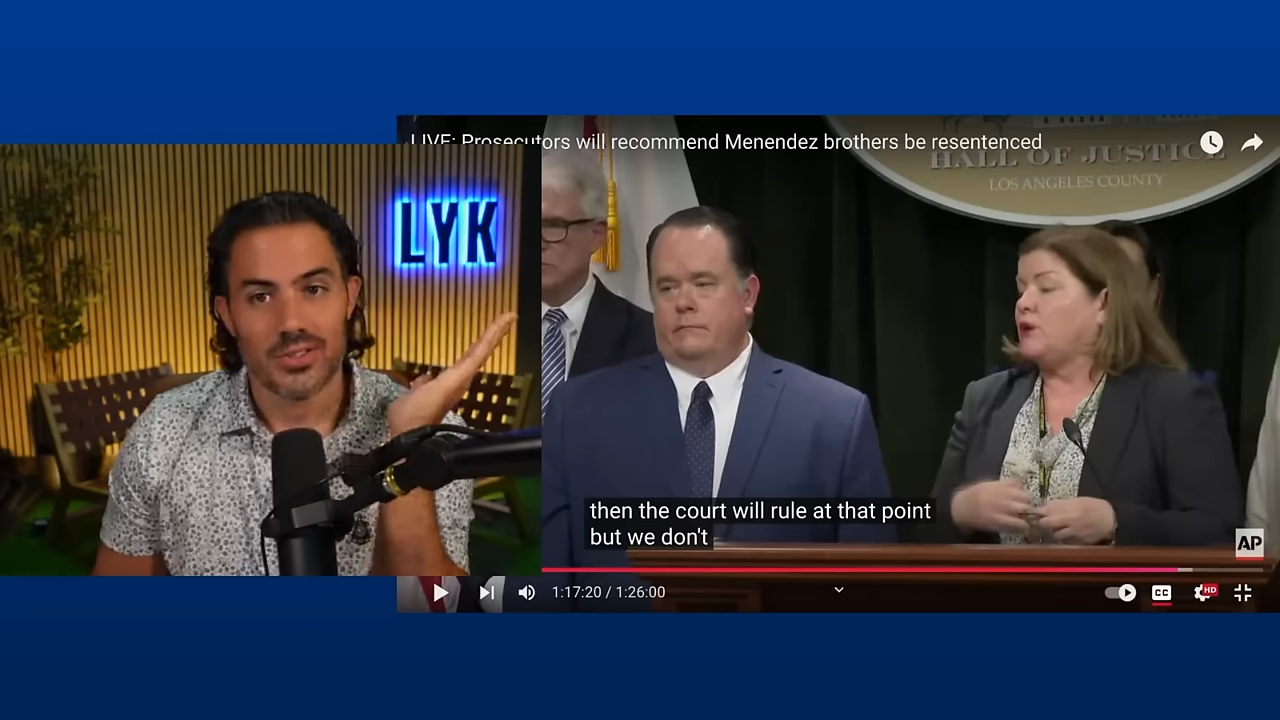 LIVE: Prosecutors will recommend Menendez brothers be resentenced
HALL OF JUSTICE
LOS ANGELES COUNTY
LYK
then the court will rule at that point
but we don't
AP
1:17:20 / 1:26:00
CC
HD